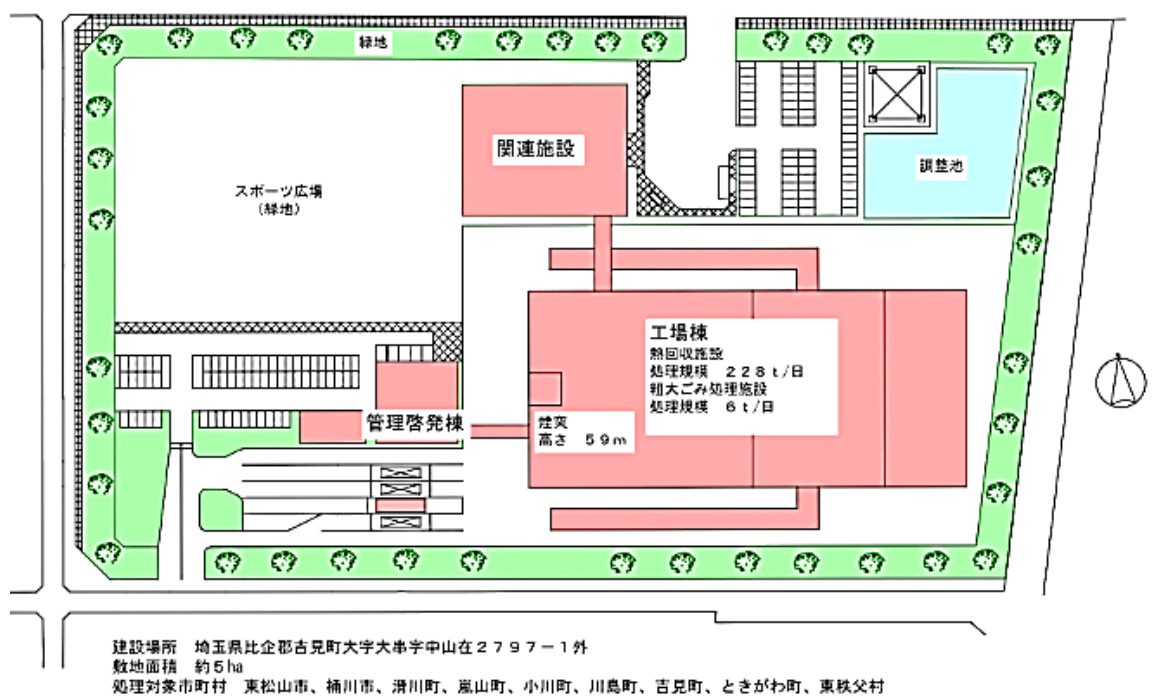 緑地
関連施設
調整池
スポーツ広場
(緑地)
工場棟
熱回収施設
処理規模 228t/日
粗大ごみ処理施設
処理規模 6t/日
管理啓発棟
煙突
高さ 59m
建設場所 埼玉県比企郡吉見町大字大串字中山在2797-1外
敷地面積 約5ha
処理対象市町村 東松山市、桶川市、滑川町、嵐山町、小川町、川島町、吉見町、ときがわ町、東秩父村